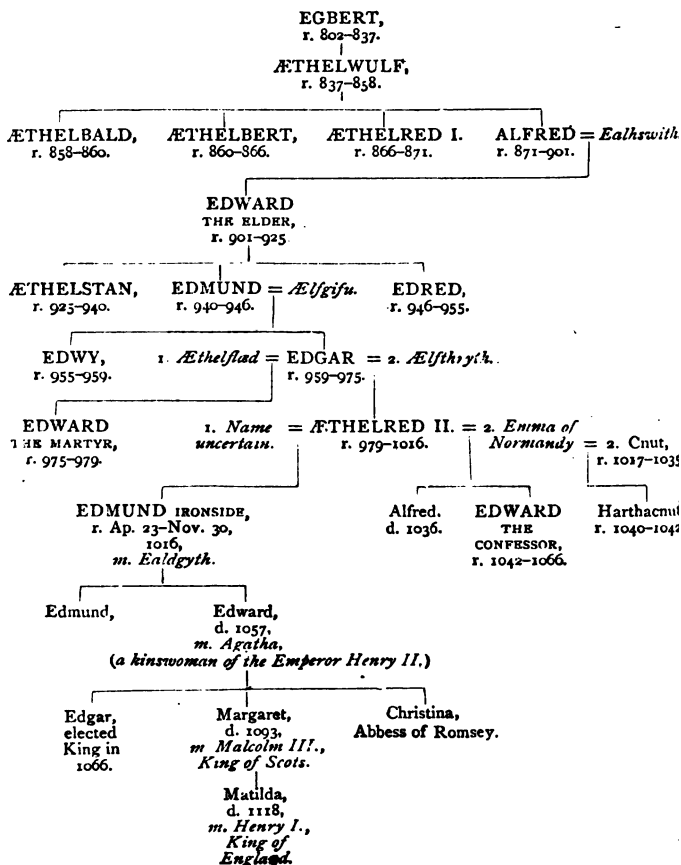 EGBERT,
r. 802–837.
ÆTHELWULF,
r. 837–858.
ÆTHELBALD, ÆTHELBERT, ÆTHELRED I. ALFRED = Ealhswith
r. 858–860. r. 860–866. r. 866–871. r. 871–901.
EDWARD
THE ELDER,
r. 901–925
ÆTHELSTAN, EDMUND = Ælfgifu. EDRED,
r. 925–940. r. 940–946. r. 946–955.
EDWY, 1. Æthelflæd = EDGAR = 2. Ælfthryth.
r. 955–959. r. 959–975.
EDWARD 1. Name = ÆTHELRED II. = 2. Emma of
THE MARTYR, uncertain. r. 979–1016. Normandy = 2. Cnut,
r. 975–979. r. 1017–1035
EDMUND IRONSIDE, Alfred. EDWARD Harthacnut
r. Ap. 23–Nov. 30, d. 1036. THE r. 1040–1042
1016, CONFESSOR,
m. Ealdgyth. r. 1042–1066.
Edmund, Edward,
d. 1057,
m. Agatha,
(a kinswoman of the Emperor Henry II.)
Edgar, Margaret, Christina,
elected d. 1093, Abbess of Romsey.
King in m Malcolm III.,
1066. King of Scots.
Matilda,
d. 1118,
m. Henry I.,
King of
England.